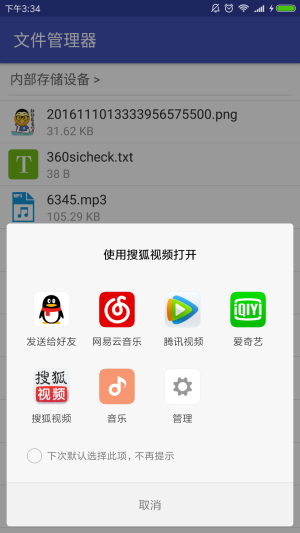 下午3:34
文件管理器
内部存储设备 >
2016111013333956575500.png
31.62 KB
T
360sicheck.txt
38 B
6345.mp3
105.29 KB
使用搜狐视频打开
iQIYI
发送给好友 网易云音乐 腾讯视频 爱奇艺
搜狐
视频
搜狐视频 音乐 管理
下次默认选择此项，不再提示
取消